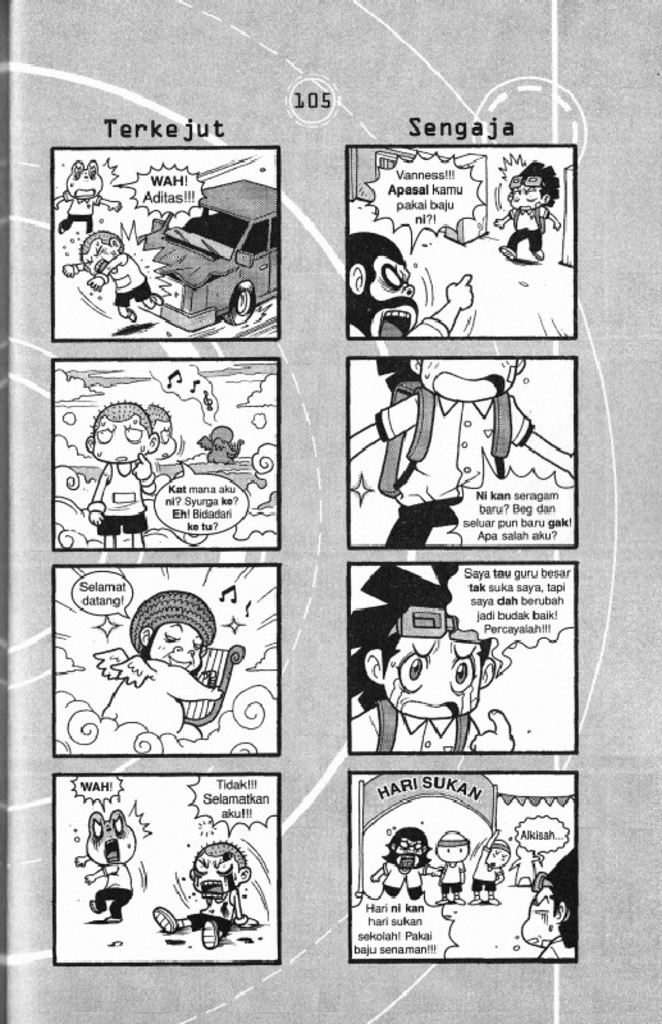 105
Terkejut
WAH!
Aditas!!!
Kat mana aku
ni? Syurga ke?
Eh! Bidadari
ke tu?
Selamat
datang!
WAH!
Tidak!!!
Selamatkan
aku!!!
Sengaja
Vanness!!!
Apasal kamu
pakai baju
ni?!
Ni kan seragam
baru? Beg dan
seluar pun baru gak!
Apa salah aku?
Saya tau guru besar
tak suka saya, tapi
saya dah berubah
jadi budak baik!
Percayalah!!!
HARI SUKAN
Alkisah...
Hari ni kan
hari sukan
sekolah! Pakai
baju senaman!!!